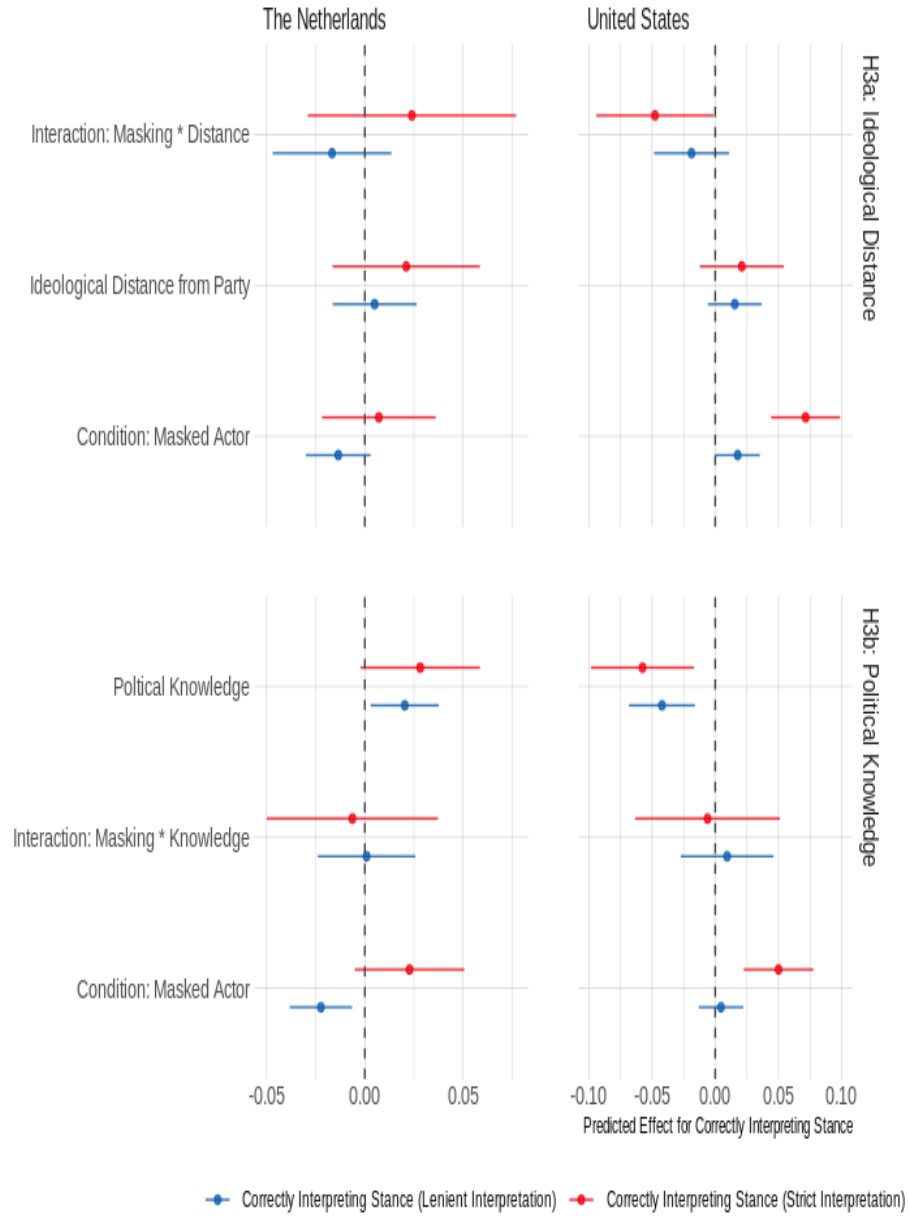 The Netherlands
United States
H3a: Ideological Distance
Interaction: Masking * Distance
Ideological Distance from Party
Condition: Masked Actor
H3b: Political Knowledge
Poltical Knowledge
Interaction: Masking * Knowledge
Condition: Masked Actor
-0.05 0.00 0.05
-0.10 -0.05 0.00 0.05 0.10
Predicted Effect for Correctly Interpreting Stance
Correctly Interpreting Stance (Lenient Interpretation)
Correctly Interpreting Stance (Strict Interpretation)